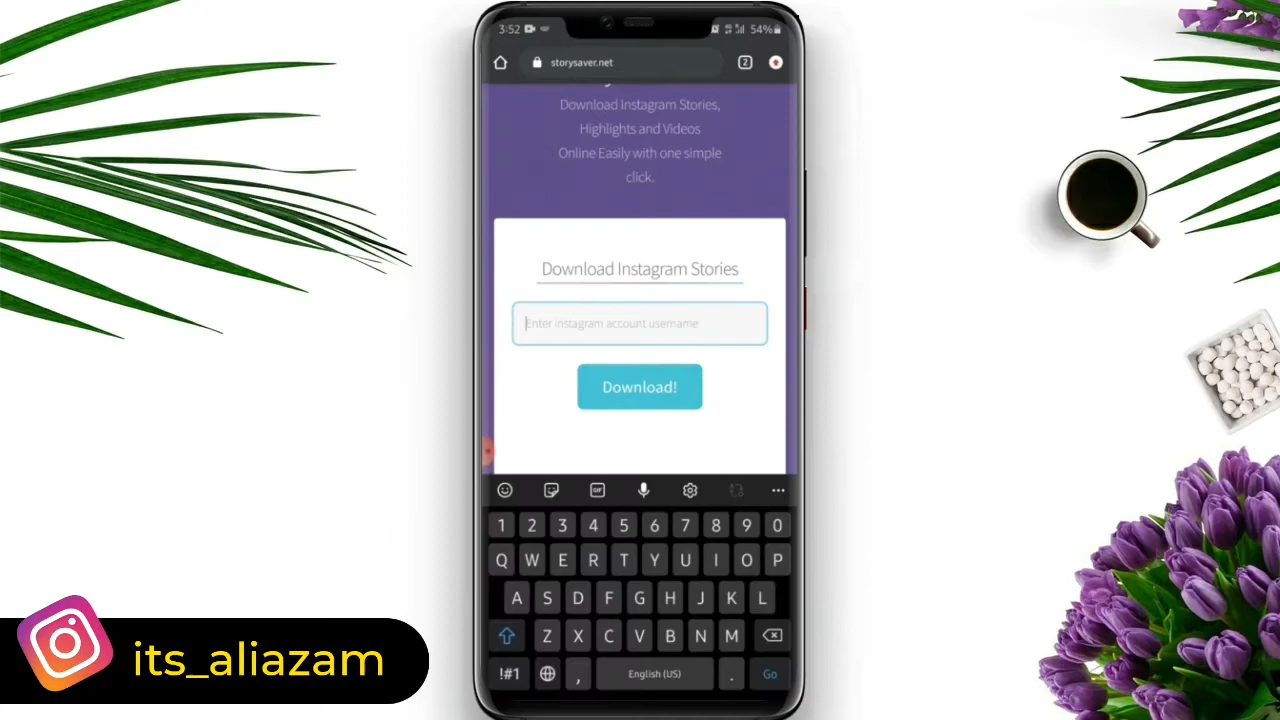 3:52
54%
storysaver.net
2
Download Instagram Stories,
Highlights and Videos
Online Easily with one simple
click.
Download Instagram Stories
Enter instagram account username
Download!
GIF
1 2 3 4 5 6 7 8 9 0
Q W E R T Y U I O P
A S D F G H J K L
Z X C V B N M
!#1 , English (US) . Go
its_aliazam